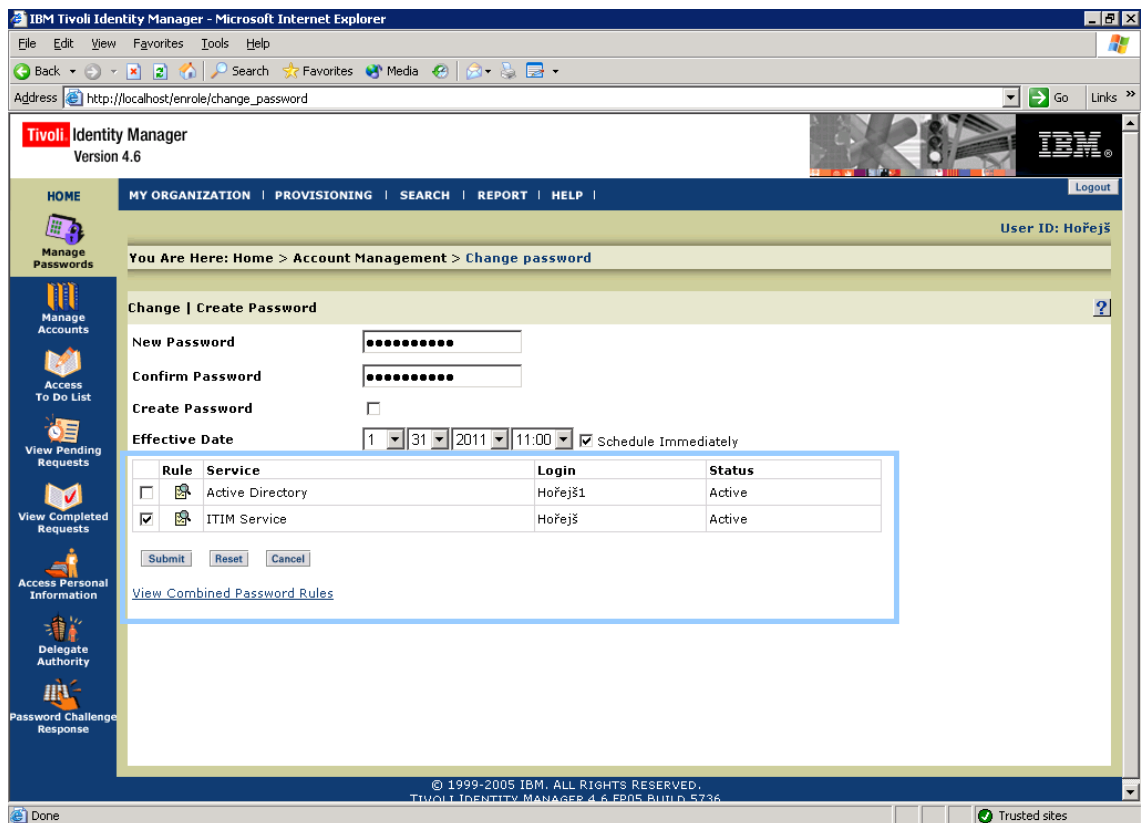 IBM Tivoli Identity Manager - Microsoft Internet Explorer
File Edit View Favorites Tools Help
Back Search Favorites Media
Address http://localhost/enrole/change_password Go Links »
Tivoli Identity Manager
Version 4.6
IBM®
HOME MY ORGANIZATION | PROVISIONING | SEARCH | REPORT | HELP | Logout
User ID: Hořejš
Manage
Passwords
You Are Here: Home > Account Management > Change password
Manage
Accounts
Access
To Do List
View Pending
Requests
View Completed
Requests
Access Personal
Information
Delegate
Authority
Password Challenge
Response
Change | Create Password ?
New Password ●●●●●●●●●●
Confirm Password ●●●●●●●●●●
Create Password
Effective Date 1 31 2011 11:00 Schedule Immediately
Rule Service Login Status
Active Directory Hořejš1 Active
ITIM Service Hořejš Active
Submit Reset Cancel
View Combined Password Rules
© 1999-2005 IBM. ALL RIGHTS RESERVED.
TIVOLI IDENTITY MANAGER 4.6 FP05 BUILD 5736
Done Trusted sites